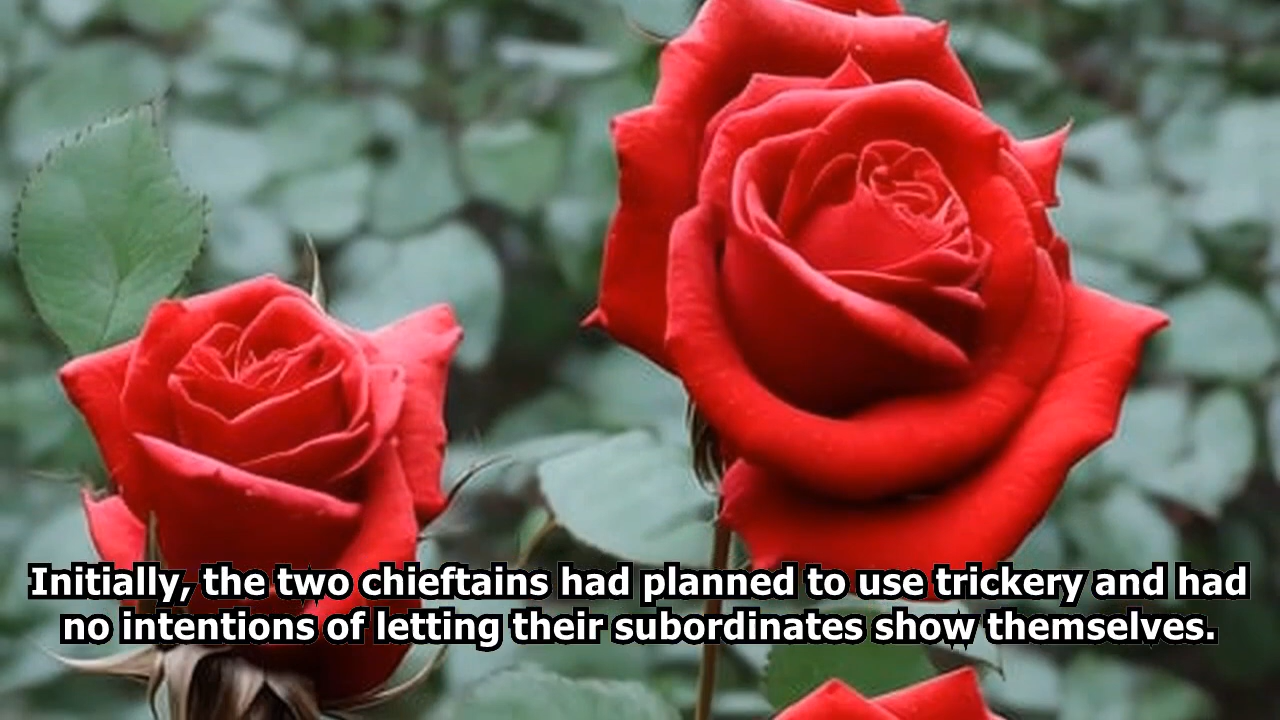 Initially, the two chieftains had planned to use trickery and had
no intentions of letting their subordinates show themselves.